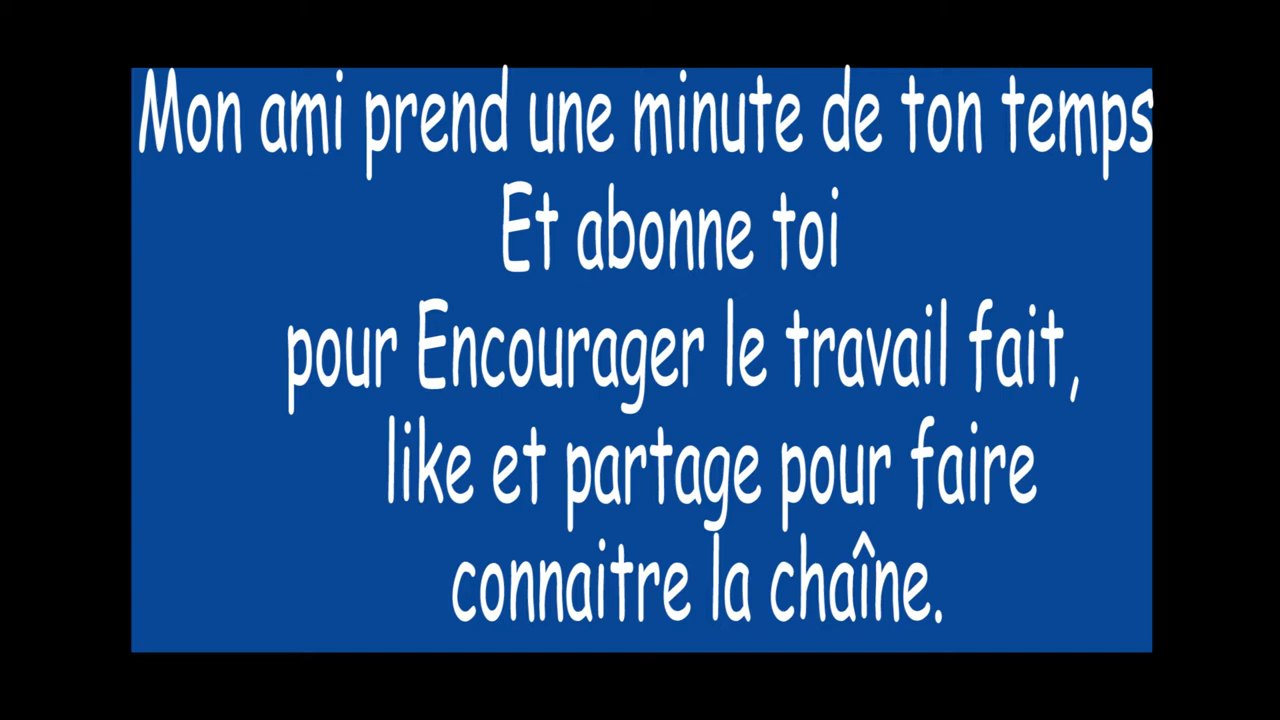 Mon ami prend une minute de ton temps
Et abonne toi
pour Encourager le travail fait,
like et partage pour faire
connaitre la chaîne.